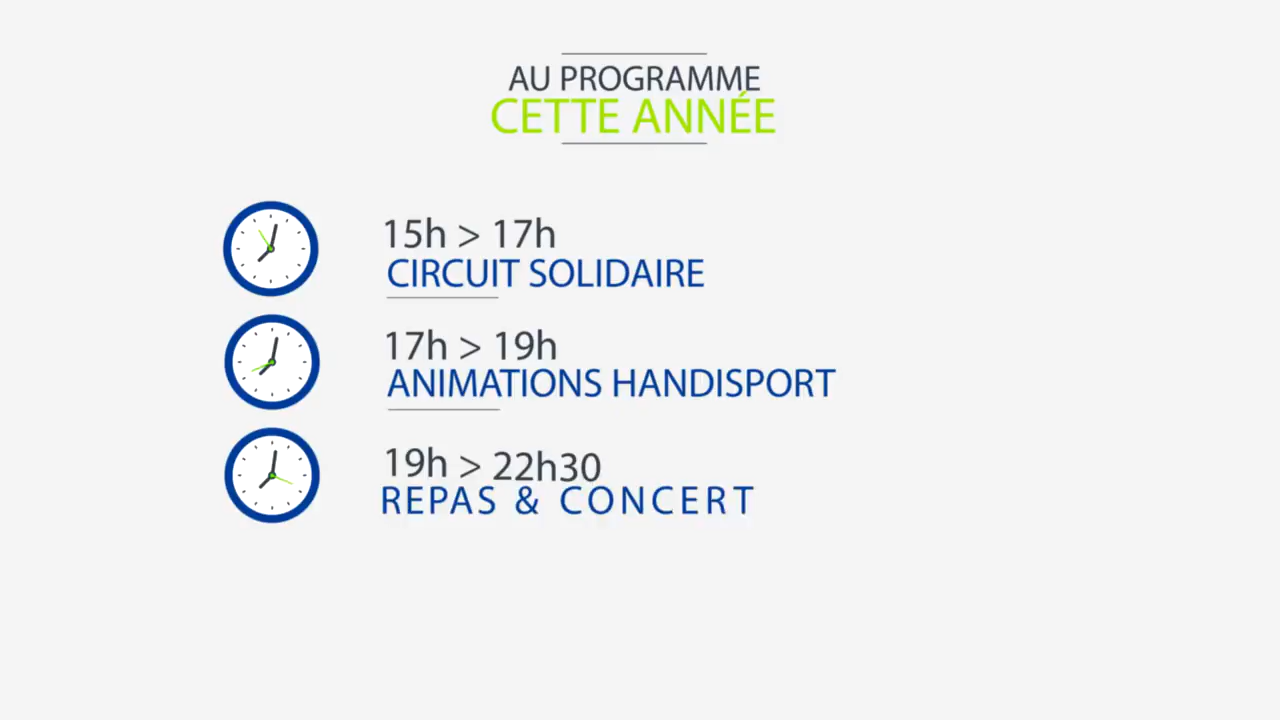 AU PROGRAMME
CETTE ANNÉE
15h > 17h
CIRCUIT SOLIDAIRE
17h > 19h
ANIMATIONS HANDISPORT
19h > 22h30
REPAS & CONCERT